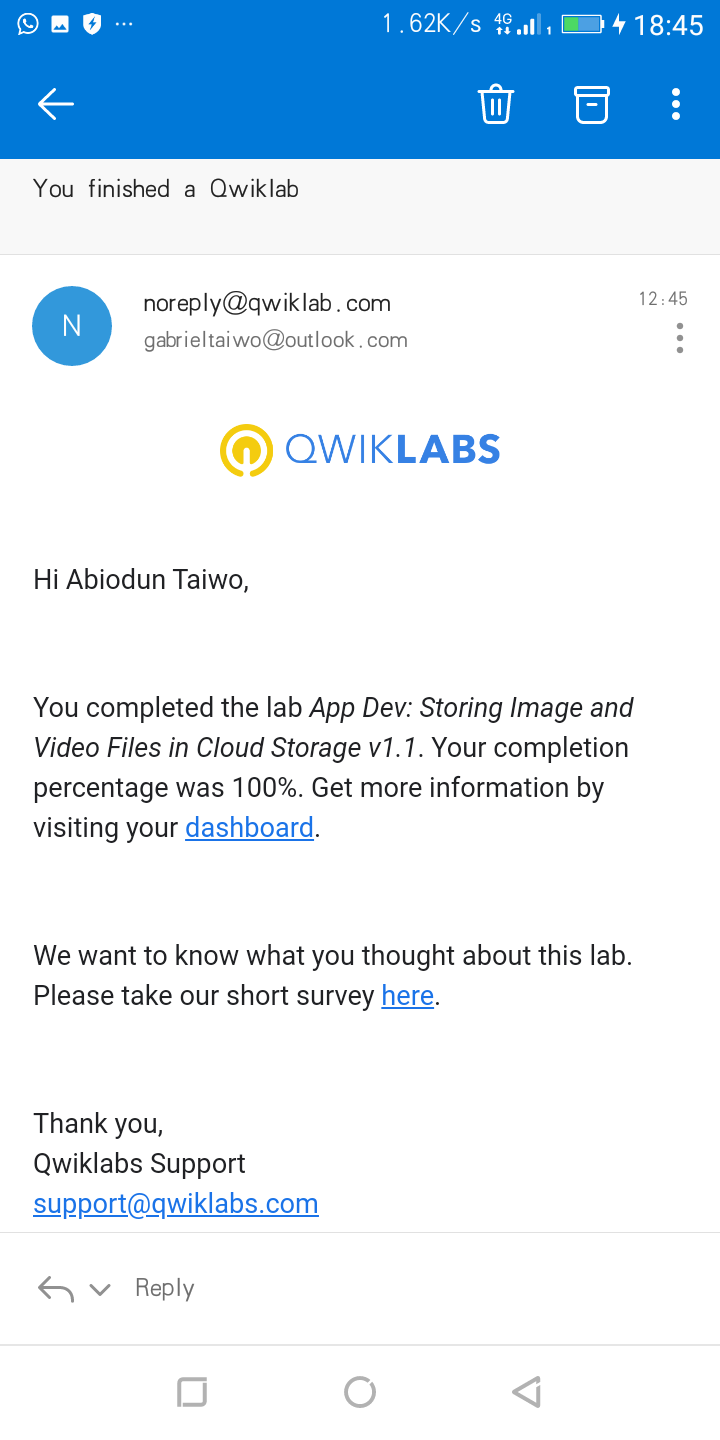 1.62K/s 4G 1 18:45
You finished a Qwiklab
N
noreply@qwiklab.com
12:45
gabrieltaiwo@outlook.com
QWIKLABS
Hi Abiodun Taiwo,
You completed the lab App Dev: Storing Image and
Video Files in Cloud Storage v1.1. Your completion
percentage was 100%. Get more information by
visiting your dashboard.
We want to know what you thought about this lab.
Please take our short survey here.
Thank you,
Qwiklabs Support
support@qwiklabs.com
Reply